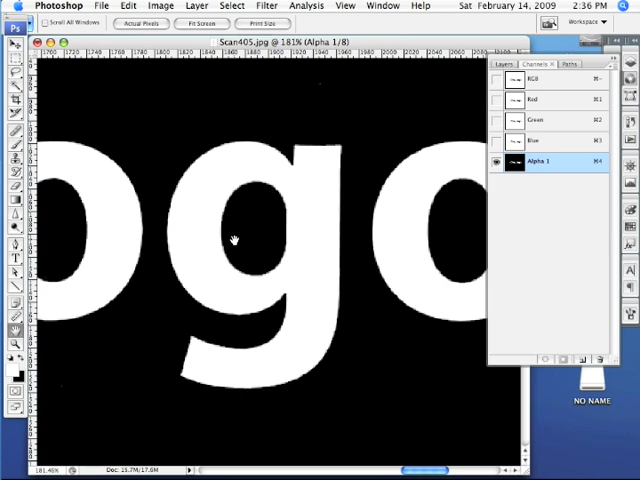 Photoshop File Edit Image Layer Select Filter Analysis View Window Help Sat February 14, 2009 2:36 PM
Scroll All Windows Actual Pixels Fit Screen Print Size Workspace
Scan405.jpg @ 181% (Alpha 1/8)
Layers Channels Paths
RGB ⌘~
Red ⌘1
Green ⌘2
Blue ⌘3
Alpha 1 ⌘4
ogo
NO NAME
181.46% Doc: 15.7M/17.6M